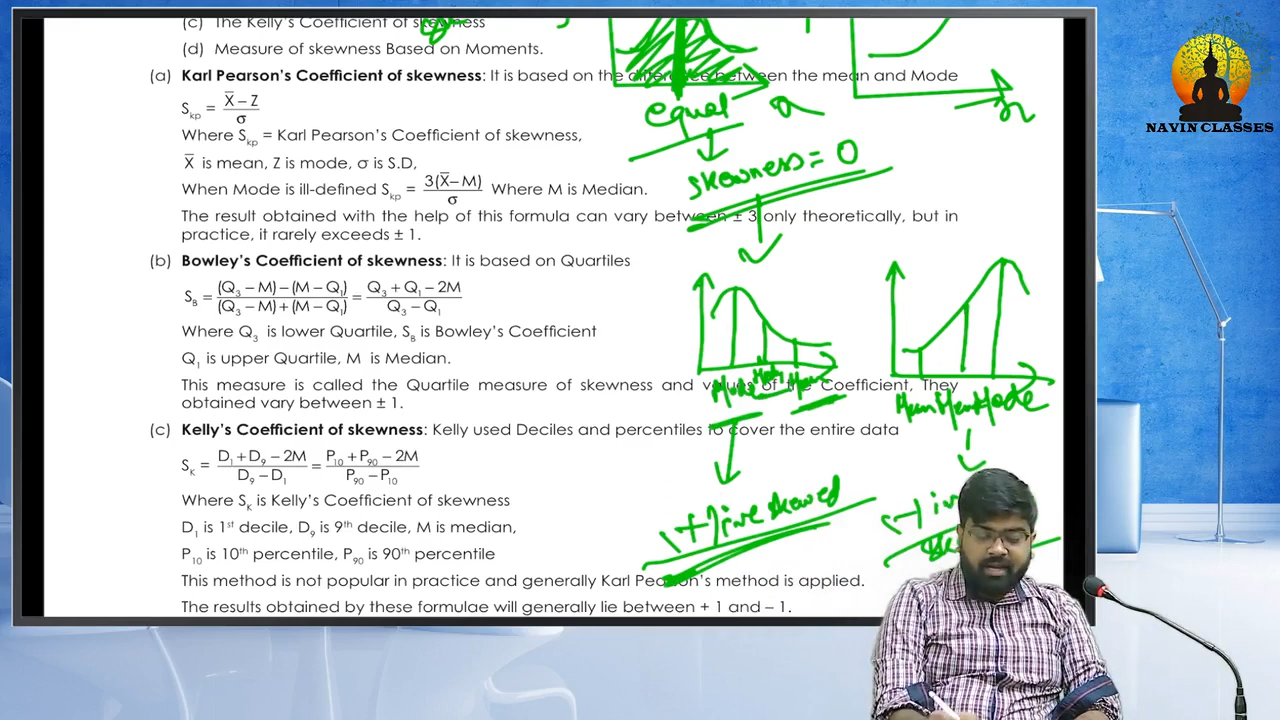 (c) The Kelly's Coefficient of skewness
(d) Measure of skewness Based on Moments.
(a) Karl Pearson's Coefficient of skewness: It is based on the difference between the mean and Mode
S_kp = (X̅ – Z)/σ
Where S_kp = Karl Pearson's Coefficient of skewness,
X̅ is mean, Z is mode, σ is S.D,
When Mode is ill-defined S_kp = 3(X̅–M)/σ Where M is Median.
The result obtained with the help of this formula can vary between ± 3 only theoretically, but in
practice, it rarely exceeds ± 1.
(b) Bowley's Coefficient of skewness: It is based on Quartiles
S_B = ((Q₃ – M) – (M – Q₁))/((Q₃ – M) + (M – Q₁)) = (Q₃ + Q₁ – 2M)/(Q₃ – Q₁)
Where Q₃ is lower Quartile, S_B is Bowley's Coefficient
Q₁ is upper Quartile, M is Median.
This measure is called the Quartile measure of skewness and values of the Coefficient, They
obtained vary between ± 1.
(c) Kelly's Coefficient of skewness: Kelly used Deciles and percentiles to cover the entire data
S_K = (D₁ + D₉ – 2M)/(D₉ – D₁) = (P₁₀ + P₉₀ – 2M)/(P₉₀ – P₁₀)
Where S_K is Kelly's Coefficient of skewness
D₁ is 1st decile, D₉ is 9th decile, M is median,
P₁₀ is 10th percentile, P₉₀ is 90th percentile
This method is not popular in practice and generally Karl Pearson's method is applied.
The results obtained by these formulae will generally lie between + 1 and – 1.
equal
skewness = 0
Mode
(+)ive skewed
Mode
(-)ive
NAVIN CLASSES